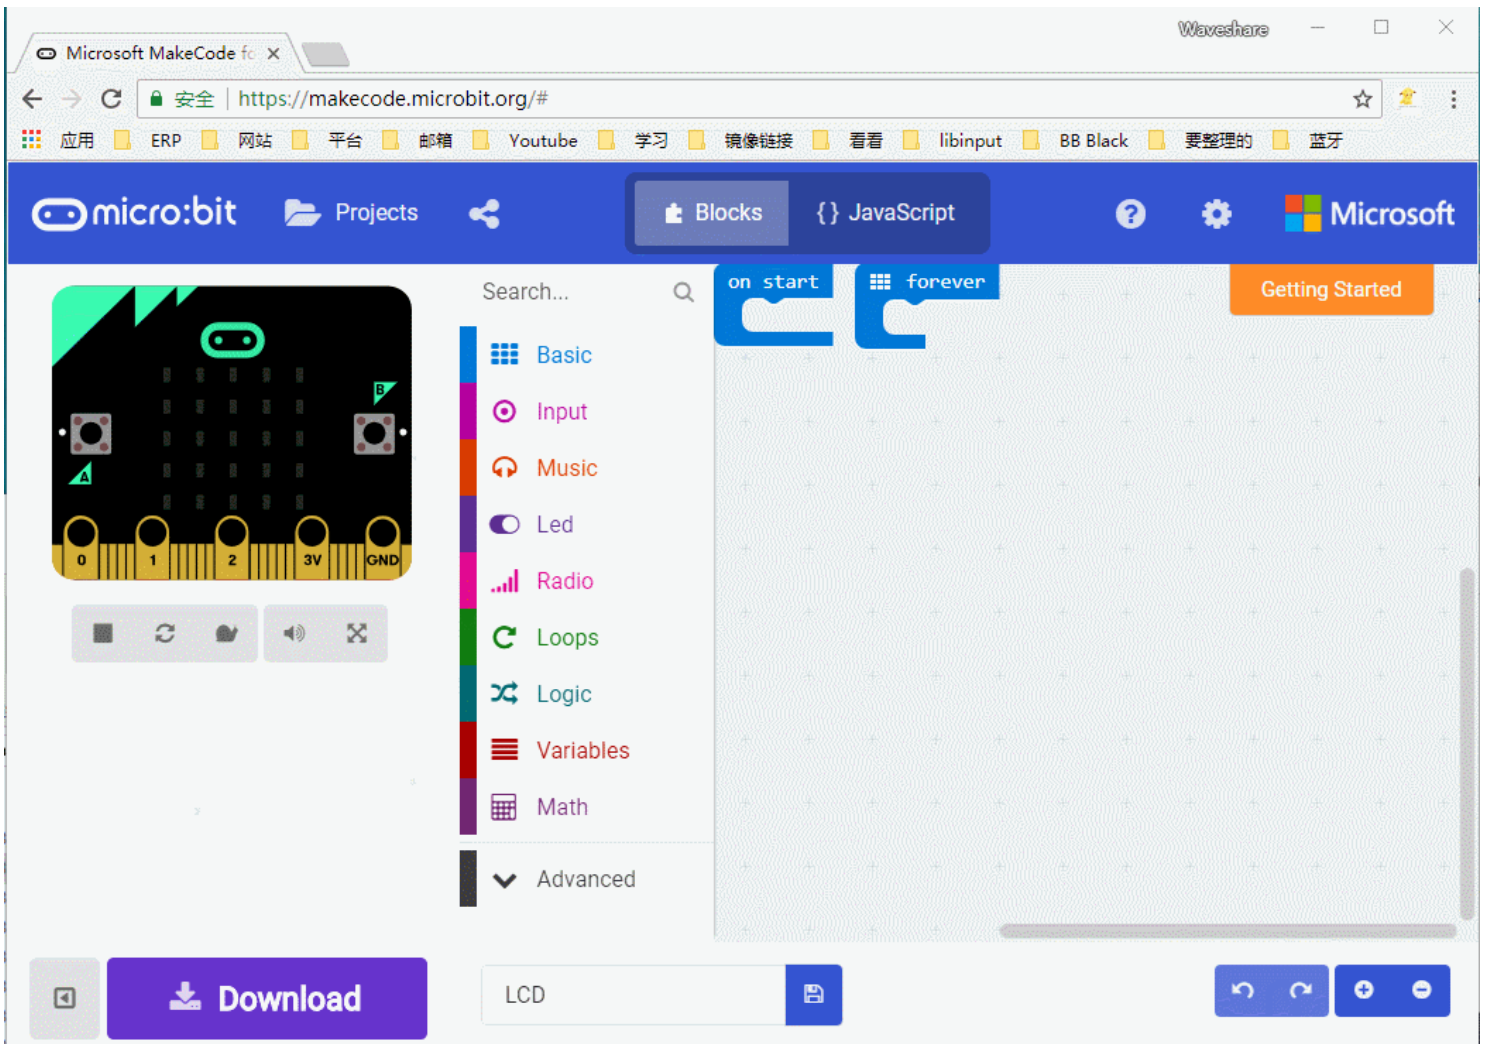 Waveshare
Microsoft MakeCode fo
安全 | https://makecode.microbit.org/#
应用 ERP 网站 平台 邮箱 Youtube 学习 镜像链接 看看 libinput BB Black 要整理的 蓝牙
micro:bit Projects Blocks {} JavaScript Microsoft
Search... on start forever Getting Started
Basic
B
Input
Music
A
Led
0 1 2 3V GND
Radio
Loops
Logic
Variables
Math
Advanced
Download LCD